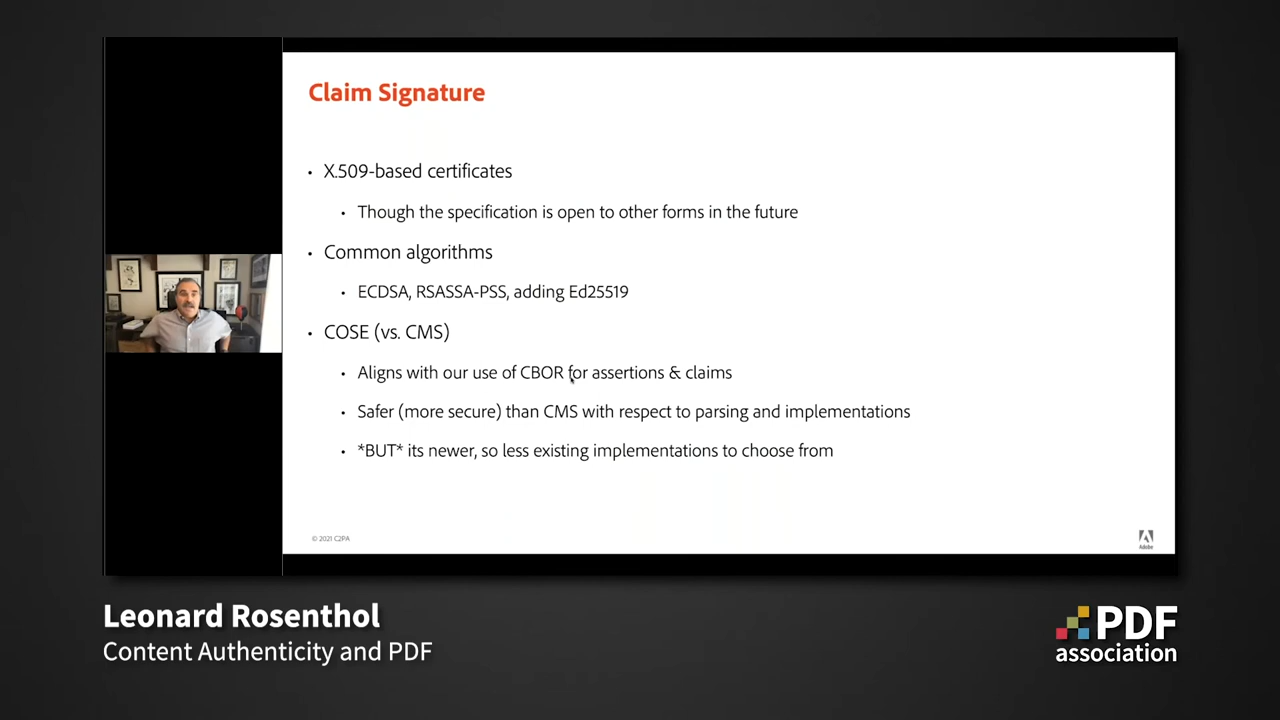 Claim Signature
• X.509-based certificates
• Though the specification is open to other forms in the future
• Common algorithms
• ECDSA, RSASSA-PSS, adding Ed25519
• COSE (vs. CMS)
• Aligns with our use of CBOR for assertions & claims
• Safer (more secure) than CMS with respect to parsing and implementations
• *BUT* its newer, so less existing implementations to choose from
© 2021 C2PA
Adobe
Leonard Rosenthol
Content Authenticity and PDF
PDF
association